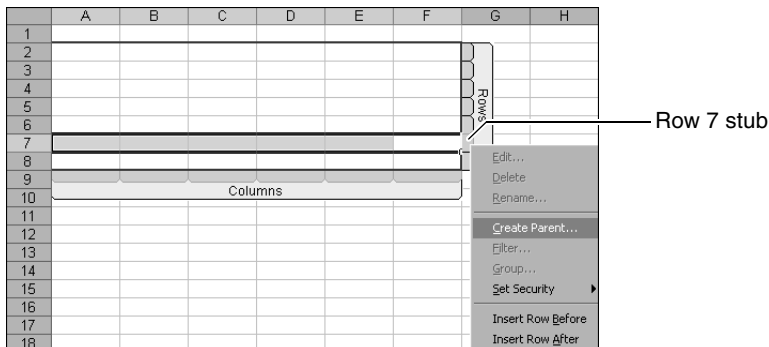 A B C D E F G H
1
2
3
4
5
6
7
8
9
10
11
12
13
14
15
16
17
18
Rows
Columns
Row 7 stub
Edit...
Delete
Rename...
Create Parent...
Filter...
Group...
Set Security
Insert Row Before
Insert Row After